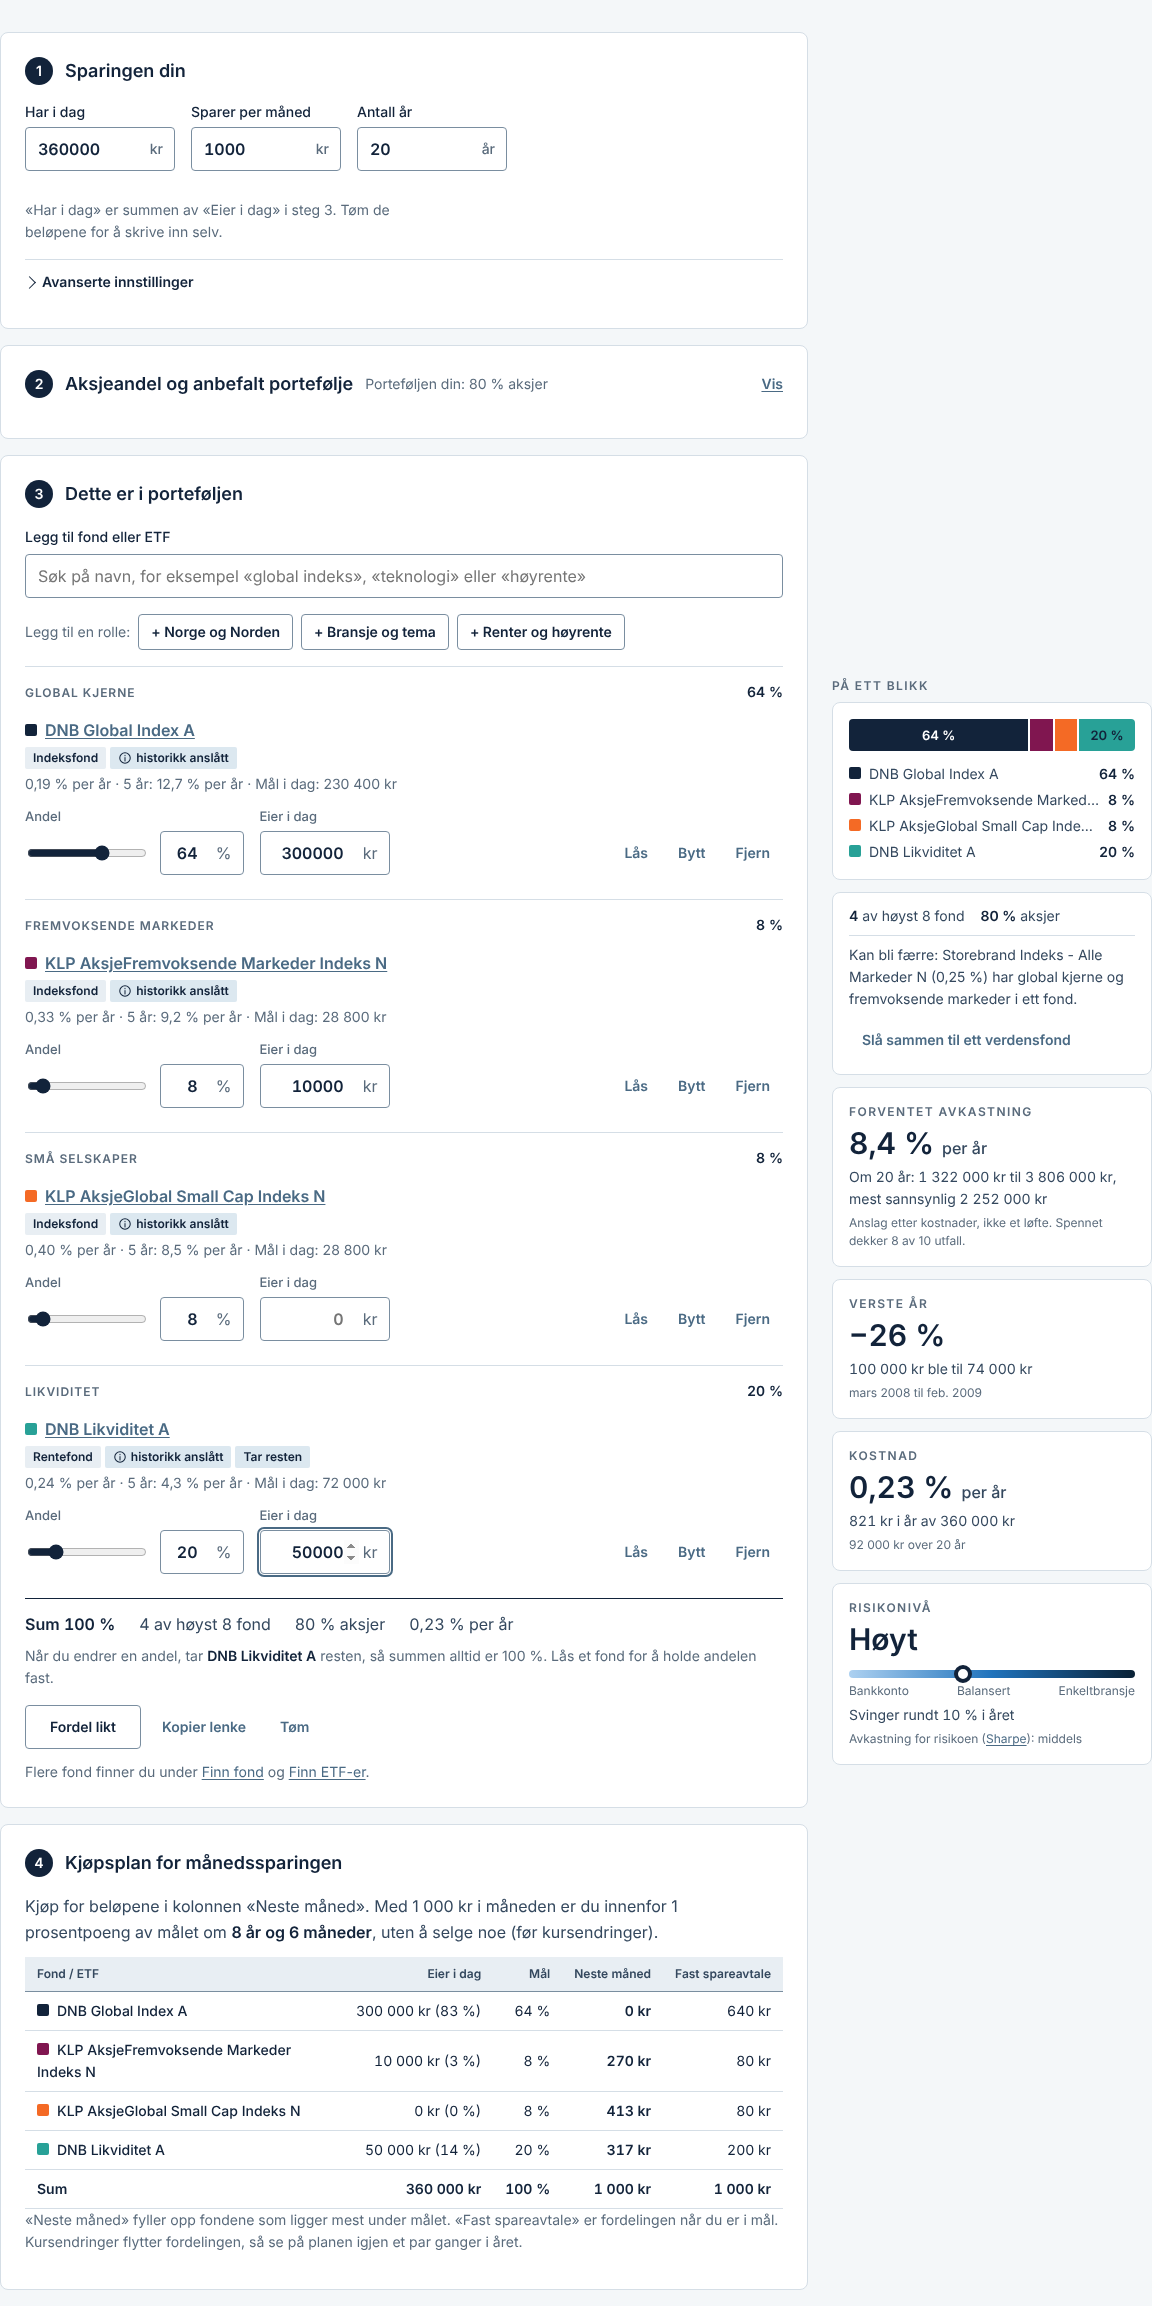 1 Sparingen din
Har i dag
Sparer per måned
Antall år
360000 kr
1000 kr
20 år
«Har i dag» er summen av «Eier i dag» i steg 3. Tøm de
beløpene for å skrive inn selv.
Avanserte innstillinger
2 Aksjeandel og anbefalt portefølje Porteføljen din: 80 % aksjer Vis
3 Dette er i porteføljen
Legg til fond eller ETF
Søk på navn, for eksempel «global indeks», «teknologi» eller «høyrente»
Legg til en rolle: + Norge og Norden + Bransje og tema + Renter og høyrente
GLOBAL KJERNE 64 %
DNB Global Index A
Indeksfond historikk anslått
0,19 % per år · 5 år: 12,7 % per år · Mål i dag: 230 400 kr
Andel Eier i dag
64 % 300000 kr Lås Bytt Fjern
FREMVOKSENDE MARKEDER 8 %
KLP AksjeFremvoksende Markeder Indeks N
Indeksfond historikk anslått
0,33 % per år · 5 år: 9,2 % per år · Mål i dag: 28 800 kr
Andel Eier i dag
8 % 10000 kr Lås Bytt Fjern
SMÅ SELSKAPER 8 %
KLP AksjeGlobal Small Cap Indeks N
Indeksfond historikk anslått
0,40 % per år · 5 år: 8,5 % per år · Mål i dag: 28 800 kr
Andel Eier i dag
8 % 0 kr Lås Bytt Fjern
LIKVIDITET 20 %
DNB Likviditet A
Rentefond historikk anslått Tar resten
0,24 % per år · 5 år: 4,3 % per år · Mål i dag: 72 000 kr
Andel Eier i dag
20 % 50000 kr Lås Bytt Fjern
Sum 100 % 4 av høyst 8 fond 80 % aksjer 0,23 % per år
Når du endrer en andel, tar DNB Likviditet A resten, så summen alltid er 100 %. Lås et fond for å holde andelen
fast.
Fordel likt Kopier lenke Tøm
Flere fond finner du under Finn fond og Finn ETF-er.
4 Kjøpsplan for månedssparingen
Kjøp for beløpene i kolonnen «Neste måned». Med 1 000 kr i måneden er du innenfor 1
prosentpoeng av målet om 8 år og 6 måneder, uten å selge noe (før kursendringer).
Fond / ETF Eier i dag Mål Neste måned Fast spareavtale
DNB Global Index A 300 000 kr (83 %) 64 % 0 kr 640 kr
KLP AksjeFremvoksende Markeder
Indeks N 10 000 kr (3 %) 8 % 270 kr 80 kr
KLP AksjeGlobal Small Cap Indeks N 0 kr (0 %) 8 % 413 kr 80 kr
DNB Likviditet A 50 000 kr (14 %) 20 % 317 kr 200 kr
Sum 360 000 kr 100 % 1 000 kr 1 000 kr
«Neste måned» fyller opp fondene som ligger mest under målet. «Fast spareavtale» er fordelingen når du er i mål.
Kursendringer flytter fordelingen, så se på planen igjen et par ganger i året.
PÅ ETT BLIKK
64 % 20 %
DNB Global Index A 64 %
KLP AksjeFremvoksende Marked... 8 %
KLP AksjeGlobal Small Cap Inde... 8 %
DNB Likviditet A 20 %
4 av høyst 8 fond 80 % aksjer
Kan bli færre: Storebrand Indeks - Alle
Markeder N (0,25 %) har global kjerne og
fremvoksende markeder i ett fond.
Slå sammen til ett verdensfond
FORVENTET AVKASTNING
8,4 % per år
Om 20 år: 1 322 000 kr til 3 806 000 kr,
mest sannsynlig 2 252 000 kr
Anslag etter kostnader, ikke et løfte. Spennet
dekker 8 av 10 utfall.
VERSTE ÅR
−26 %
100 000 kr ble til 74 000 kr
mars 2008 til feb. 2009
KOSTNAD
0,23 % per år
821 kr i år av 360 000 kr
92 000 kr over 20 år
RISIKONIVÅ
Høyt
Bankkonto Balansert Enkeltbransje
Svinger rundt 10 % i året
Avkastning for risikoen (Sharpe): middels